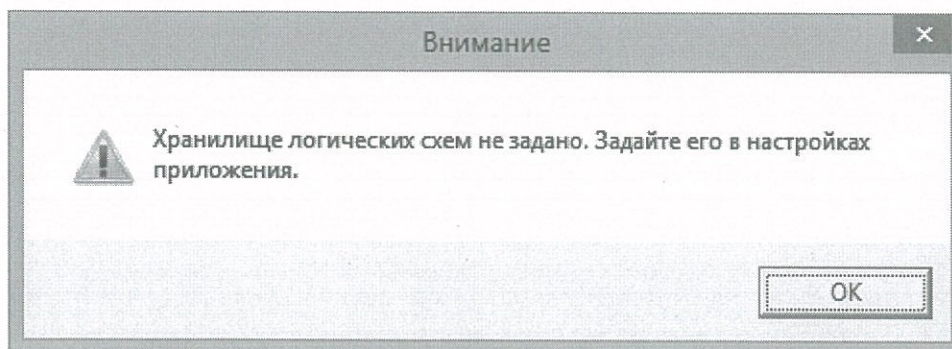 Внимание
Хранилище логических схем не задано. Задайте его в настройках
приложения.
OK